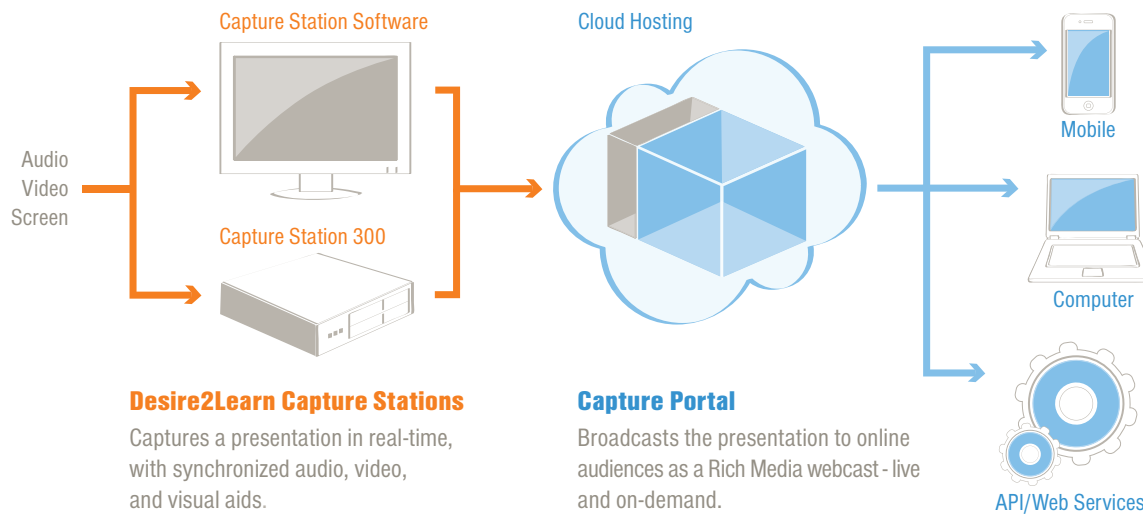 Capture Station Software
Cloud Hosting
Audio
Video
Screen
Mobile
Capture Station 300
Computer
Desire2Learn Capture Stations
Captures a presentation in real-time,
with synchronized audio, video,
and visual aids.
Capture Portal
Broadcasts the presentation to online
audiences as a Rich Media webcast - live
and on-demand.
API/Web Services